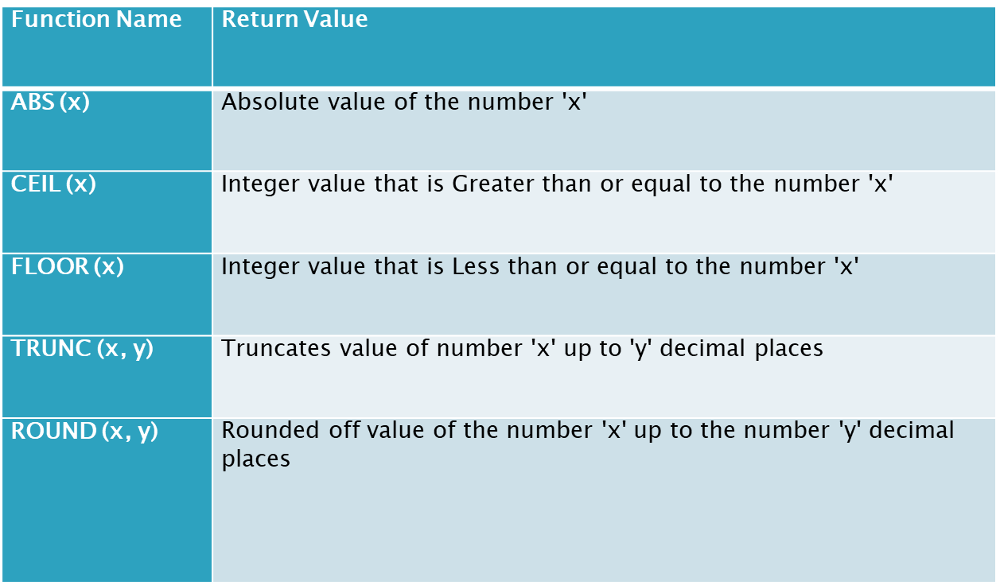 Function Name Return Value
ABS (x) Absolute value of the number 'x'
CEIL (x) Integer value that is Greater than or equal to the number 'x'
FLOOR (x) Integer value that is Less than or equal to the number 'x'
TRUNC (x, y) Truncates value of number 'x' up to 'y' decimal places
ROUND (x, y) Rounded off value of the number 'x' up to the number 'y' decimal
places